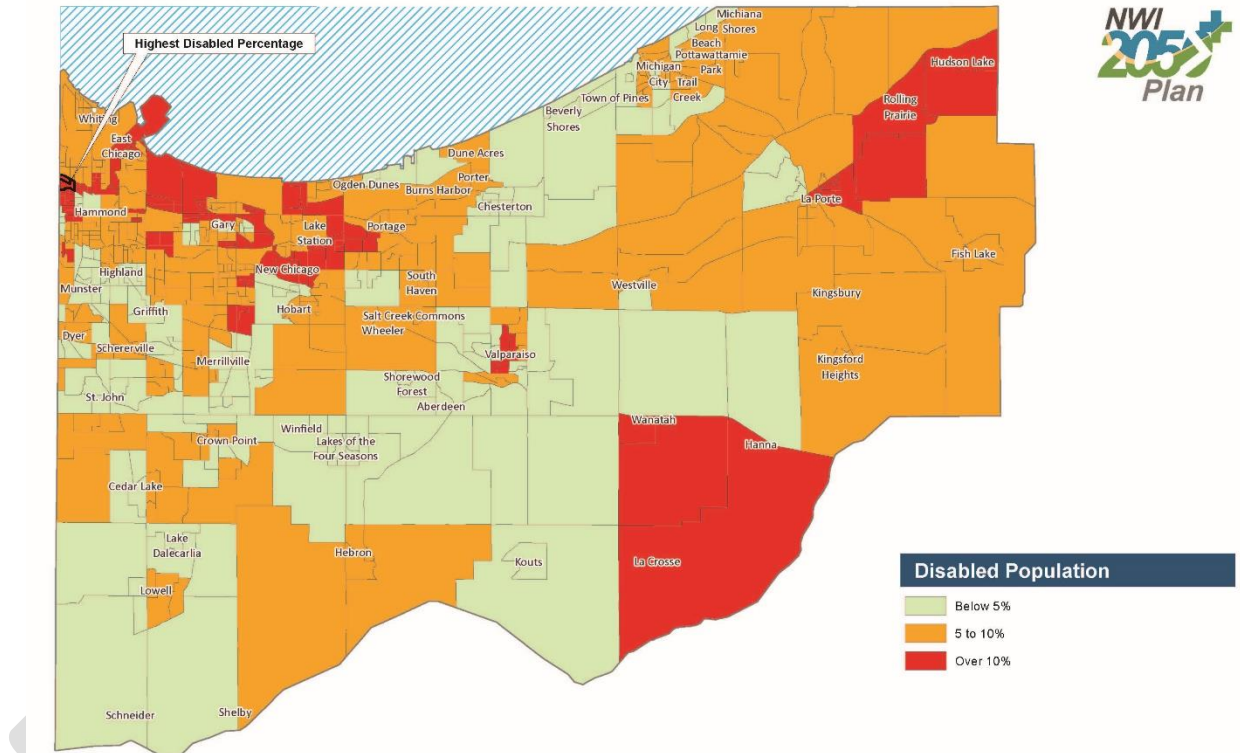 Highest Disabled Percentage
NWI
2050
Plan
Michiana
Shores
Long
Beach
Pottawattamie
Park
Michigan
City
Trail
Creek
Town of Pines
Beverly
Shores
Hudson Lake
Rolling
Prairie
Whiting
East
Chicago
Dune Acres
Porter
Ogden Dunes
Burns Harbor
Chesterton
La Porte
Hammond
Gary
Lake
Station
Portage
Fish Lake
Highland
New Chicago
South
Haven
Westville
Kingsbury
Munster
Griffith
Hobart
Salt Creek Commons
Wheeler
Dyer
Schererville
Merrillville
Valparaiso
Kingsford
Heights
Shorewood
Forest
St. John
Aberdeen
Winfield
Crown Point
Lakes of the
Four Seasons
Wanatah
Hanna
Cedar Lake
Lake
Dalecarlia
Hebron
Kouts
La Crosse
Lowell
Schneider
Shelby
Disabled Population
Below 5%
5 to 10%
Over 10%